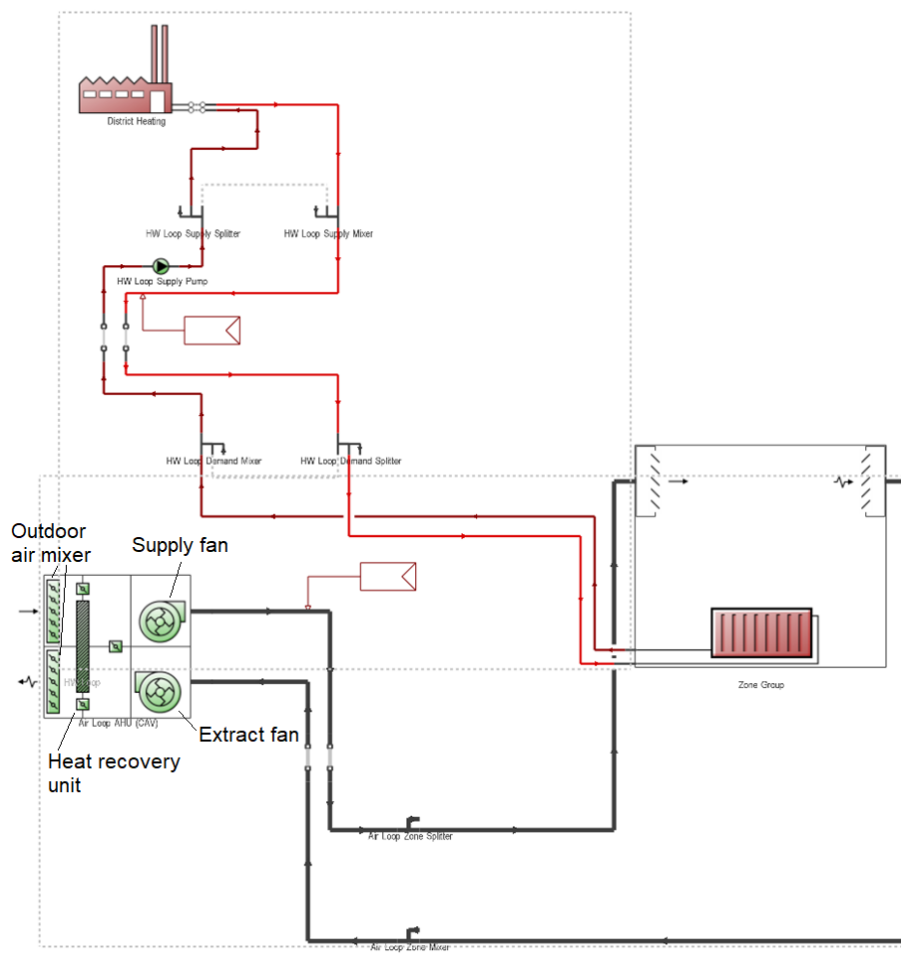 District Heating
HW Loop Supply Splitter
HW Loop Supply Mixer
HW Loop Supply Pump
HW Loop Demand Mixer
HW Loop Demand Splitter
Outdoor
air mixer
Supply fan
HW Loop
Zone Group
Air Loop AHU (CAV)
Extract fan
Heat recovery
unit
Air Loop Zone Splitter
Air Loop Zone Mixer